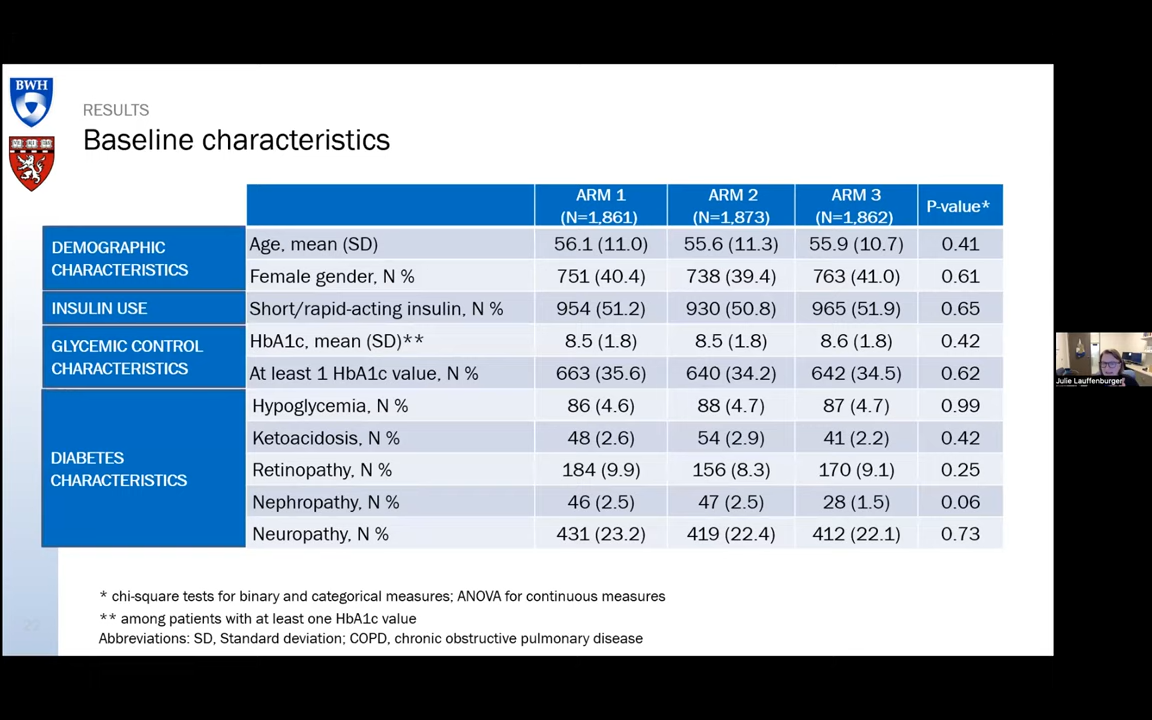 BWH
RESULTS
Baseline characteristics
ARM 1 (N=1,861) ARM 2 (N=1,873) ARM 3 (N=1,862) P-value*
DEMOGRAPHIC CHARACTERISTICS
Age, mean (SD) 56.1 (11.0) 55.6 (11.3) 55.9 (10.7) 0.41
Female gender, N % 751 (40.4) 738 (39.4) 763 (41.0) 0.61
INSULIN USE
Short/rapid-acting insulin, N % 954 (51.2) 930 (50.8) 965 (51.9) 0.65
GLYCEMIC CONTROL CHARACTERISTICS
HbA1c, mean (SD)** 8.5 (1.8) 8.5 (1.8) 8.6 (1.8) 0.42
At least 1 HbA1c value, N % 663 (35.6) 640 (34.2) 642 (34.5) 0.62
DIABETES CHARACTERISTICS
Hypoglycemia, N % 86 (4.6) 88 (4.7) 87 (4.7) 0.99
Ketoacidosis, N % 48 (2.6) 54 (2.9) 41 (2.2) 0.42
Retinopathy, N % 184 (9.9) 156 (8.3) 170 (9.1) 0.25
Nephropathy, N % 46 (2.5) 47 (2.5) 28 (1.5) 0.06
Neuropathy, N % 431 (23.2) 419 (22.4) 412 (22.1) 0.73
* chi-square tests for binary and categorical measures; ANOVA for continuous measures
** among patients with at least one HbA1c value
Abbreviations: SD, Standard deviation; COPD, chronic obstructive pulmonary disease
22
Julie Lauffenburger